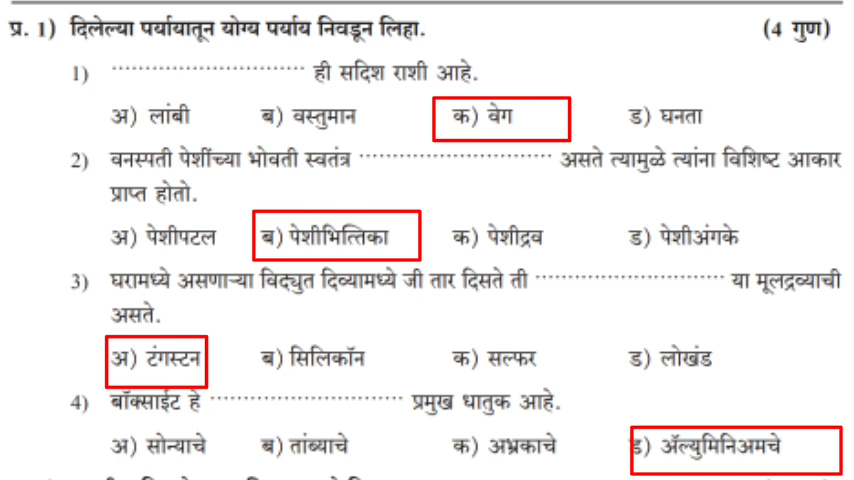 प्र. 1) दिलेल्या पर्यायातून योग्य पर्याय निवडून लिहा. (4 गुण)
1) ............................. ही सदिश राशी आहे.
अ) लांबी ब) वस्तुमान क) वेग ड) घनता
2) वनस्पती पेशींच्या भोवती स्वतंत्र ............................. असते त्यामुळे त्यांना विशिष्ट आकार
प्राप्त होतो.
अ) पेशीपटल ब) पेशीभित्तिका क) पेशीद्रव ड) पेशीअंगके
3) घरामध्ये असणाऱ्या विद्युत दिव्यामध्ये जी तार दिसते ती ............................. या मूलद्रव्याची
असते.
अ) टंगस्टन ब) सिलिकॉन क) सल्फर ड) लोखंड
4) बॉक्साईट हे ............................. प्रमुख धातुक आहे.
अ) सोन्याचे ब) तांब्याचे क) अभ्रकाचे ड) ॲल्युमिनिअमचे